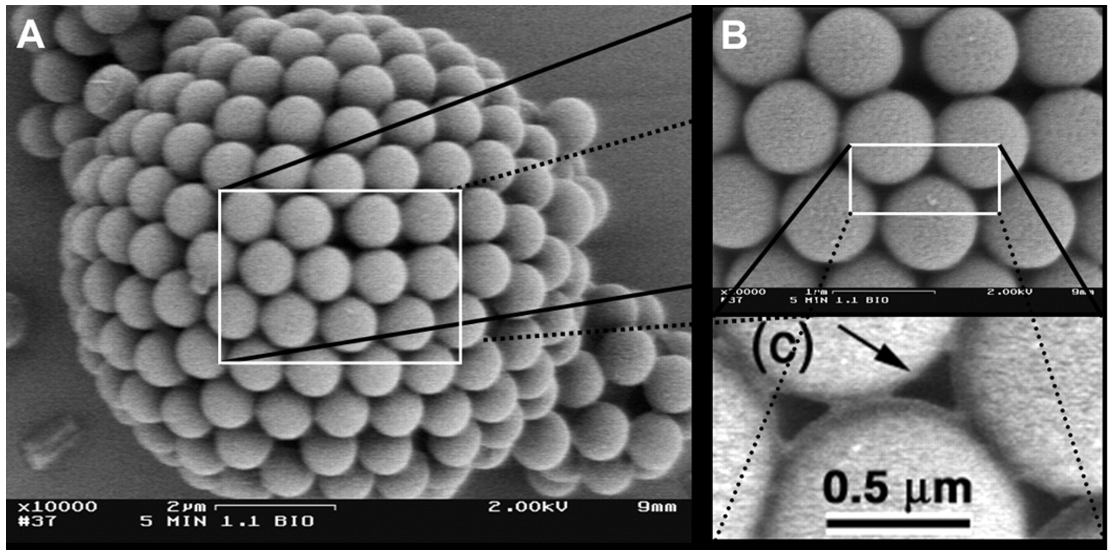 A
B
x10000 1µm 2.00kV 9mm
#37 5 MIN 1.1 BIO
(C)
0.5 µm
x10000 2µm 2.00kV 9mm
#37 5 MIN 1.1 BIO